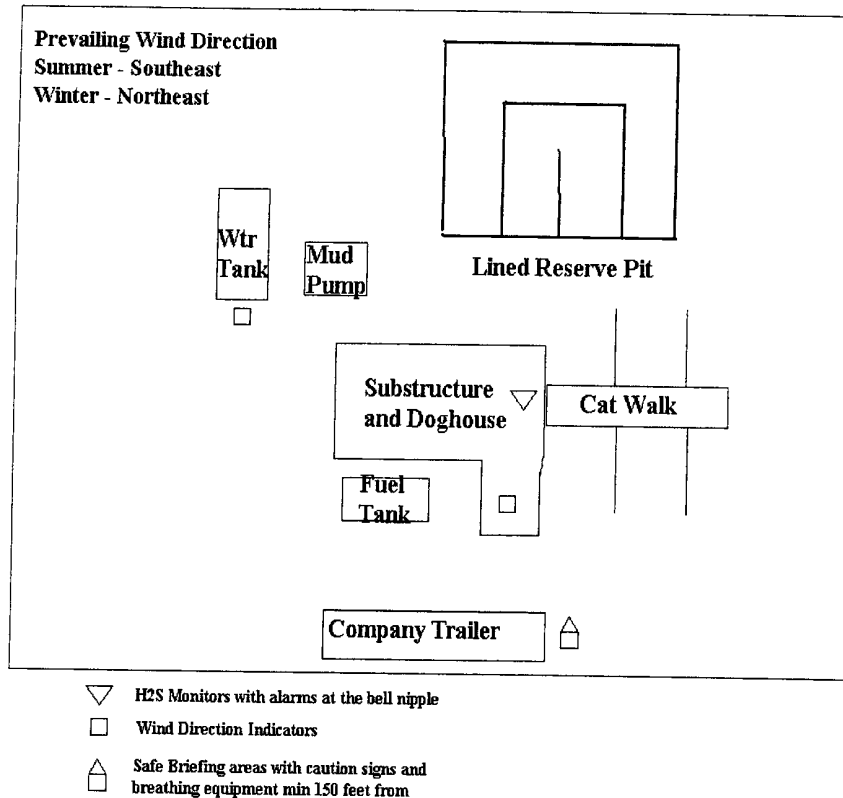 Prevailing Wind Direction
Summer - Southeast
Winter - Northeast
Wtr
Tank
Mud
Pump
Lined Reserve Pit
Substructure
and Doghouse
Cat Walk
Fuel
Tank
Company Trailer
H2S Monitors with alarms at the bell nipple
Wind Direction Indicators
Safe Briefing areas with caution signs and
breathing equipment min 150 feet from